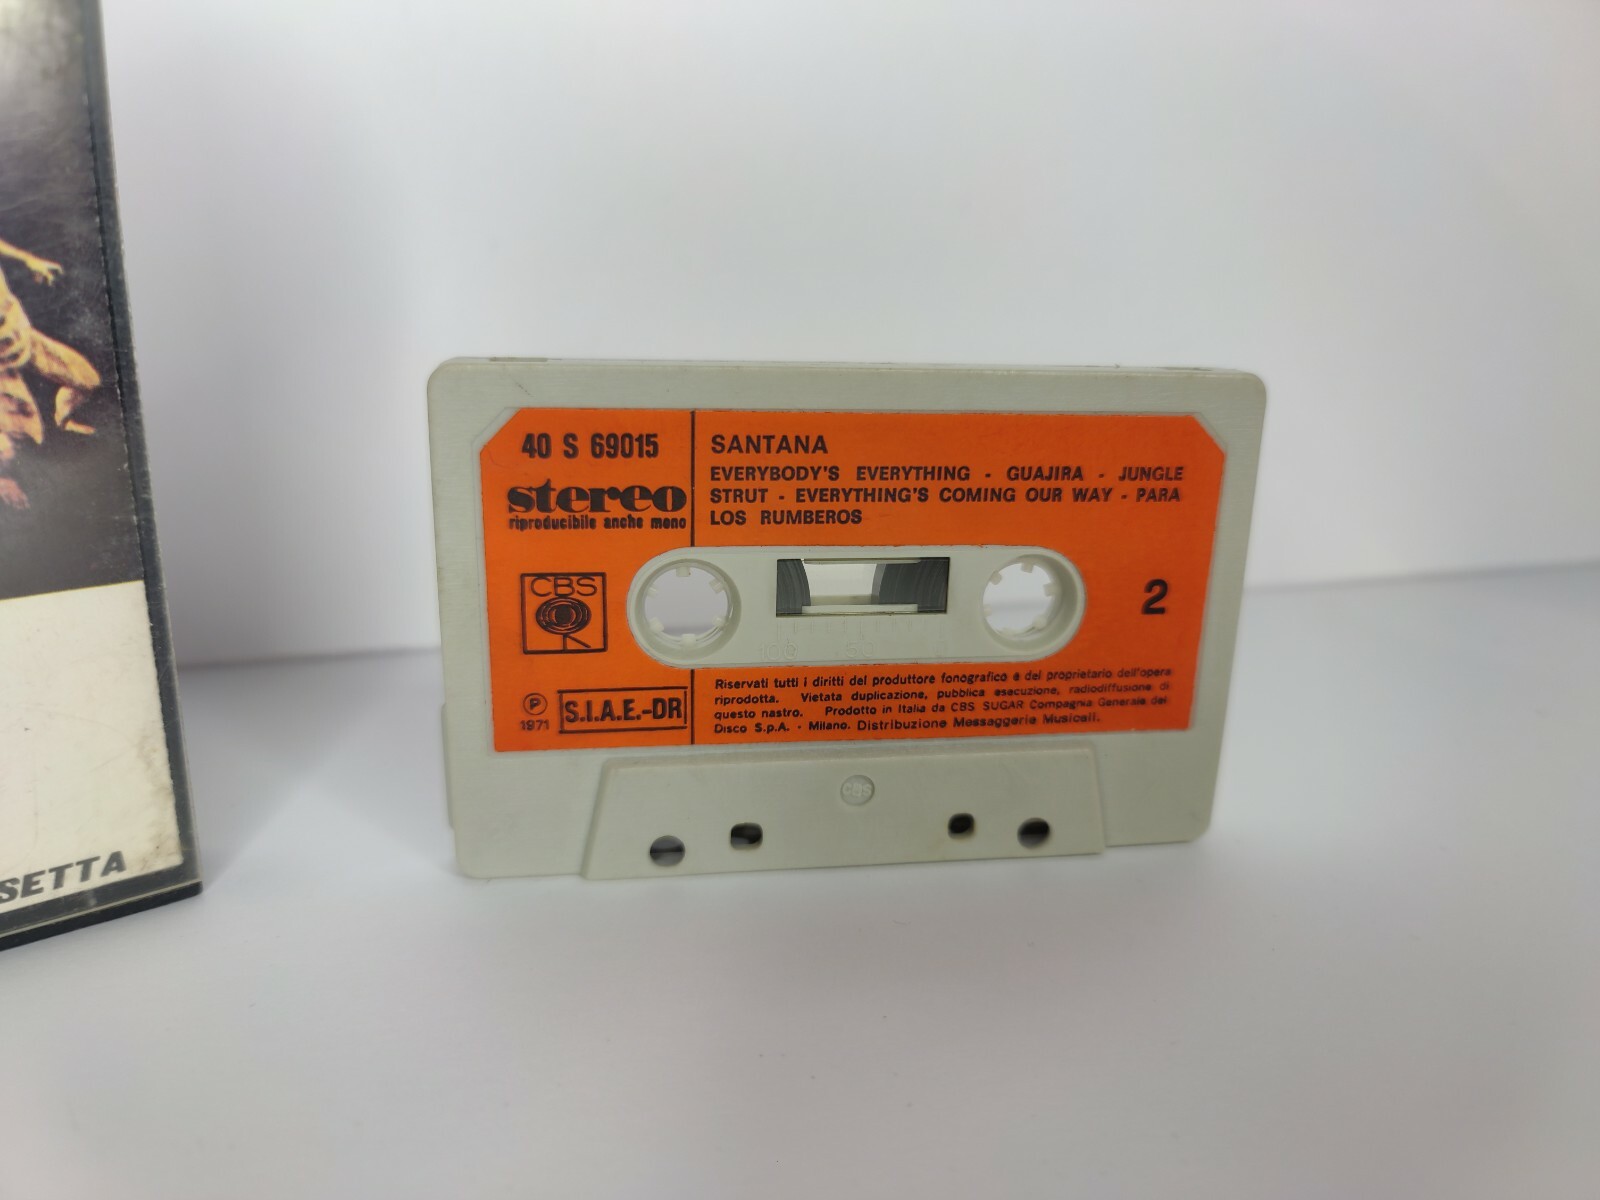 40 S 69015
stereo
riproducibile anche mono
CBS
P
1971
S.I.A.E.-DR
SANTANA
EVERYBODY'S EVERYTHING - GUAJIRA - JUNGLE
STRUT - EVERYTHING'S COMING OUR WAY - PARA
LOS RUMBEROS
2
100 50 0
Riservati tutti i diritti del produttore fonografico e del proprietario dell'opera
riprodotta. Vietata duplicazione, pubblica esecuzione, radiodiffusione di
questo nastro. Prodotto in Italia da CBS SUGAR Compagnia Generale del
Disco S.p.A. - Milano. Distribuzione Messaggerie Musicali.
CBS
SETTA